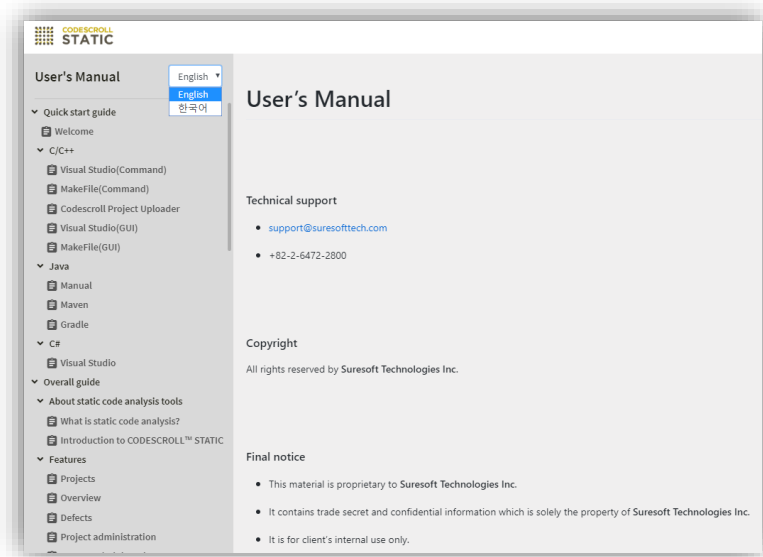 CODESCROLL
STATIC
User's Manual
English
English
한국어
Quick start guide
Welcome
C/C++
Visual Studio(Command)
MakeFile(Command)
Codescroll Project Uploader
Visual Studio(GUI)
MakeFile(GUI)
Java
Manual
Maven
Gradle
C#
Visual Studio
Overall guide
About static code analysis tools
What is static code analysis?
Introduction to CODESCROLL™ STATIC
Features
Projects
Overview
Defects
Project administration
User's Manual
Technical support
support@suresofttech.com
+82-2-6472-2800
Copyright
All rights reserved by Suresoft Technologies Inc.
Final notice
This material is proprietary to Suresoft Technologies Inc.
It contains trade secret and confidential information which is solely the property of Suresoft Technologies Inc.
It is for client's internal use only.